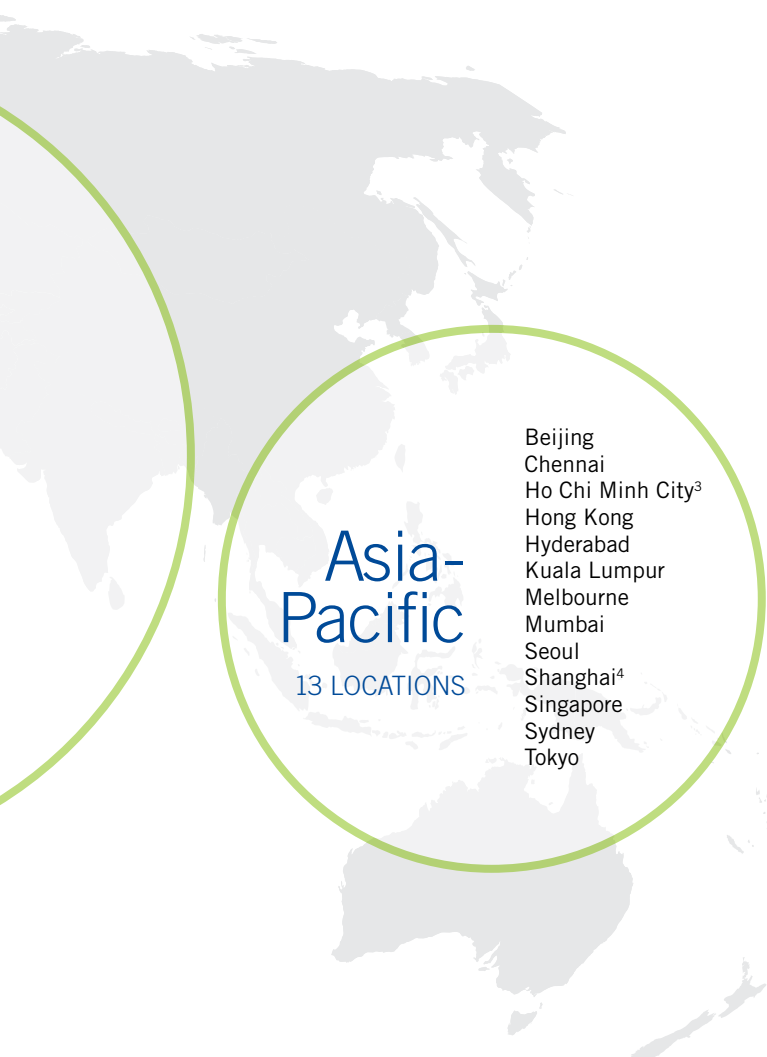 Asia-
Pacific
13 LOCATIONS
Beijing
Chennai
Ho Chi Minh City³
Hong Kong
Hyderabad
Kuala Lumpur
Melbourne
Mumbai
Seoul
Shanghai⁴
Singapore
Sydney
Tokyo